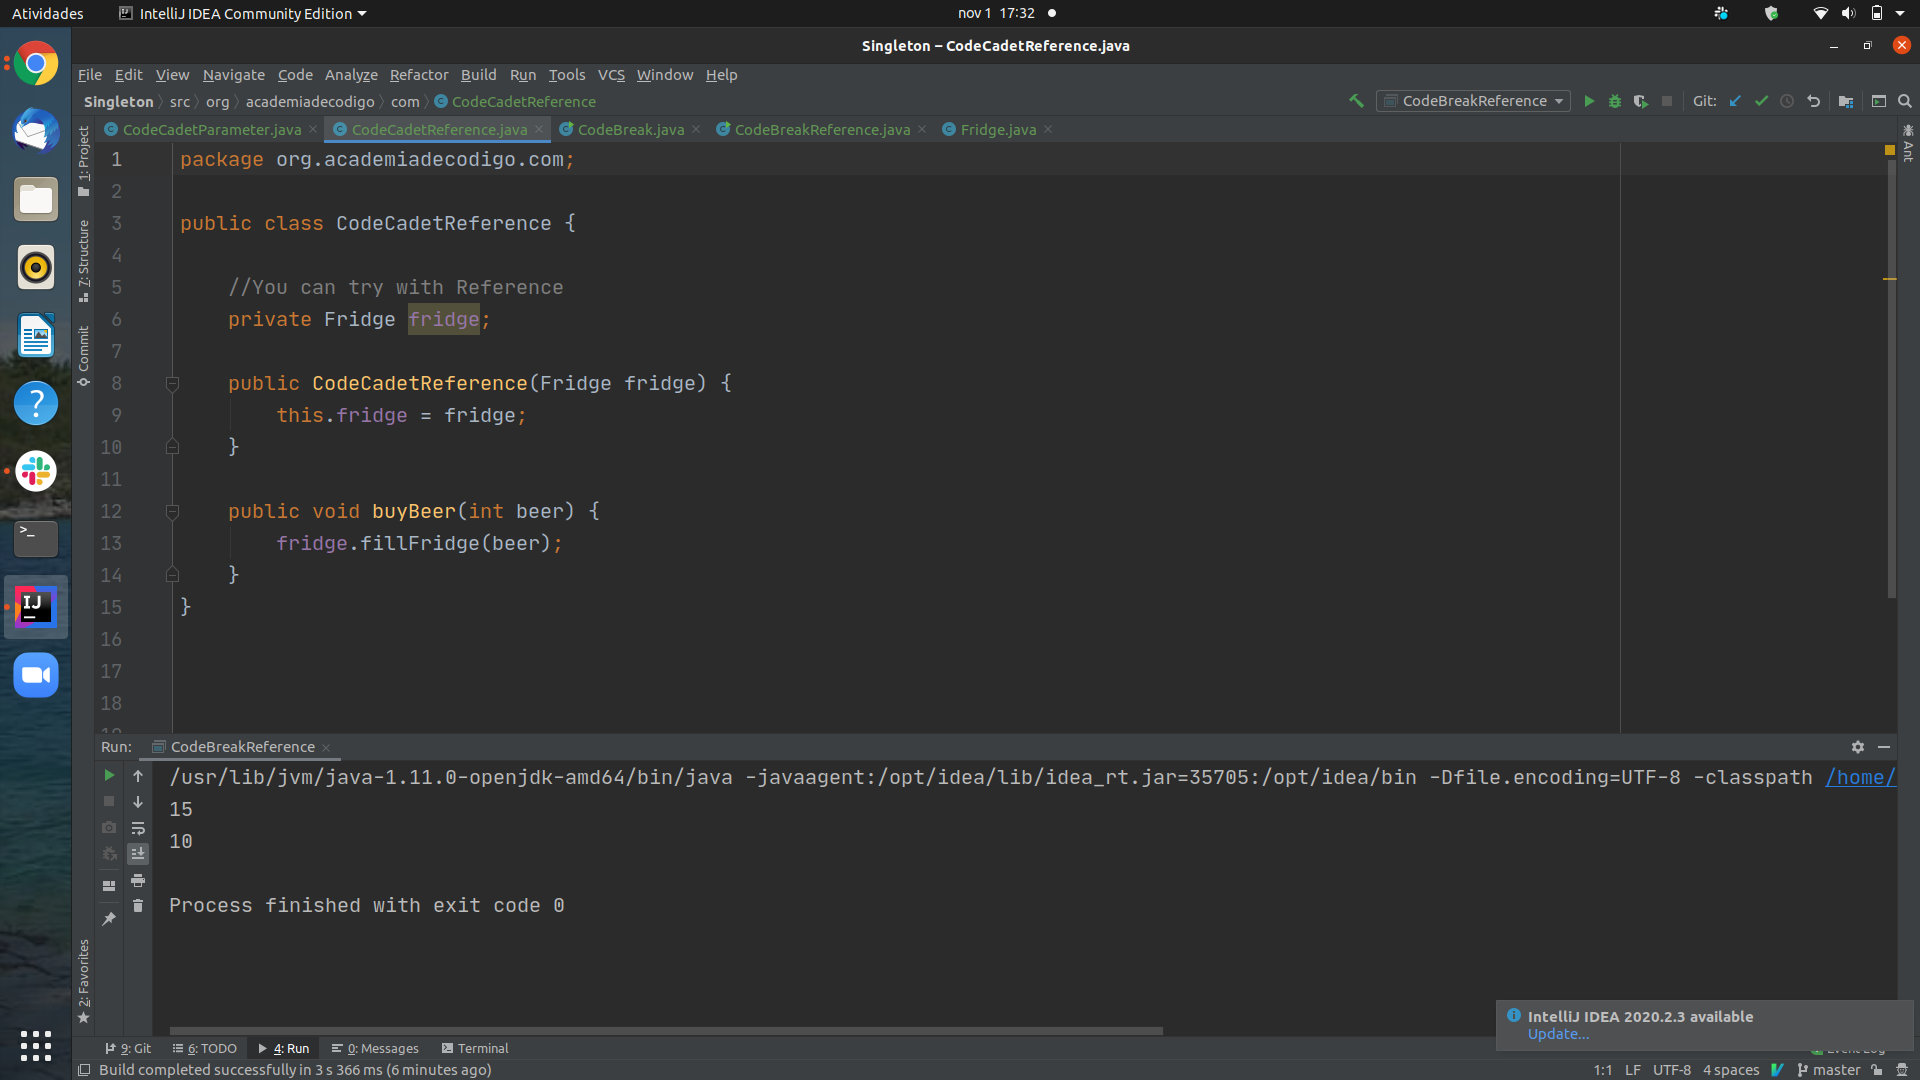 Atividades
IntelliJ IDEA Community Edition
nov 1 17:32
Singleton – CodeCadetReference.java
File Edit View Navigate Code Analyze Refactor Build Run Tools VCS Window Help
Singleton src org academiadecodigo com CodeCadetReference
CodeBreakReference
Git:
CodeCadetParameter.java CodeCadetReference.java CodeBreak.java CodeBreakReference.java Fridge.java
1: Project
7: Structure
Commit
2: Favorites
Ant
1 package org.academiadecodigo.com;
2
3 public class CodeCadetReference {
4
5 //You can try with Reference
6 private Fridge fridge;
7
8 public CodeCadetReference(Fridge fridge) {
9 this.fridge = fridge;
10 }
11
12 public void buyBeer(int beer) {
13 fridge.fillFridge(beer);
14 }
15 }
16
17
18
Run: CodeBreakReference
/usr/lib/jvm/java-1.11.0-openjdk-amd64/bin/java -javaagent:/opt/idea/lib/idea_rt.jar=35705:/opt/idea/bin -Dfile.encoding=UTF-8 -classpath /home/
15
10
Process finished with exit code 0
IntelliJ IDEA 2020.2.3 available
Update...
9: Git 6: TODO 4: Run 0: Messages Terminal
Build completed successfully in 3 s 366 ms (6 minutes ago)
1:1 LF UTF-8 4 spaces master